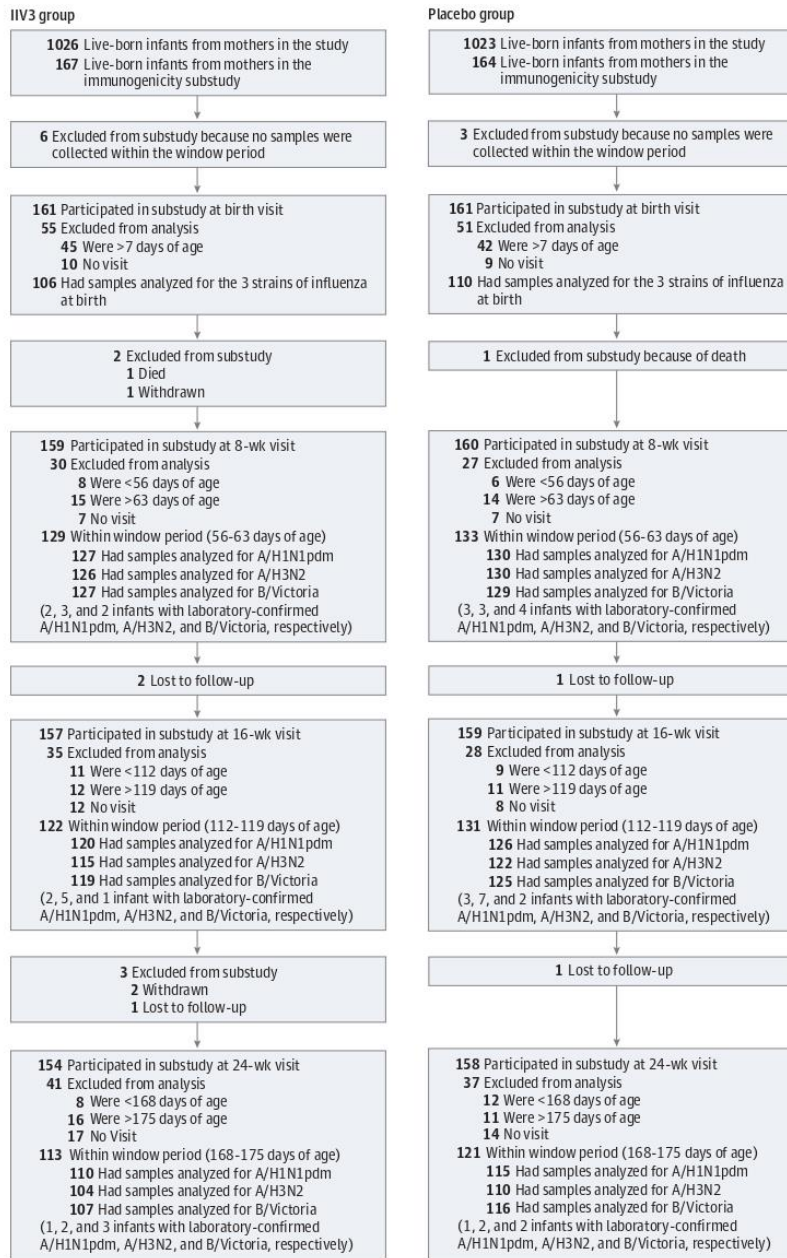 IIV3 group
1026 Live-born infants from mothers in the study
167 Live-born infants from mothers in the
immunogenicity substudy
6 Excluded from substudy because no samples were
collected within the window period
161 Participated in substudy at birth visit
55 Excluded from analysis
45 Were >7 days of age
10 No visit
106 Had samples analyzed for the 3 strains of influenza
at birth
2 Excluded from substudy
1 Died
1 Withdrawn
159 Participated in substudy at 8-wk visit
30 Excluded from analysis
8 Were <56 days of age
15 Were >63 days of age
7 No visit
129 Within window period (56-63 days of age)
127 Had samples analyzed for A/H1N1pdm
126 Had samples analyzed for A/H3N2
127 Had samples analyzed for B/Victoria
(2, 3, and 2 infants with laboratory-confirmed
A/H1N1pdm, A/H3N2, and B/Victoria, respectively)
2 Lost to follow-up
157 Participated in substudy at 16-wk visit
35 Excluded from analysis
11 Were <112 days of age
12 Were >119 days of age
12 No visit
122 Within window period (112-119 days of age)
120 Had samples analyzed for A/H1N1pdm
115 Had samples analyzed for A/H3N2
119 Had samples analyzed for B/Victoria
(2, 5, and 1 infant with laboratory-confirmed
A/H1N1pdm, A/H3N2, and B/Victoria, respectively)
3 Excluded from substudy
2 Withdrawn
1 Lost to follow-up
154 Participated in substudy at 24-wk visit
41 Excluded from analysis
8 Were <168 days of age
16 Were >175 days of age
17 No Visit
113 Within window period (168-175 days of age)
110 Had samples analyzed for A/H1N1pdm
104 Had samples analyzed for A/H3N2
107 Had samples analyzed for B/Victoria
(1, 2, and 3 infants with laboratory-confirmed
A/H1N1pdm, A/H3N2, and B/Victoria, respectively)
Placebo group
1023 Live-born infants from mothers in the study
164 Live-born infants from mothers in the
immunogenicity substudy
3 Excluded from substudy because no samples were
collected within the window period
161 Participated in substudy at birth visit
51 Excluded from analysis
42 Were >7 days of age
9 No visit
110 Had samples analyzed for the 3 strains of influenza
at birth
1 Excluded from substudy because of death
160 Participated in substudy at 8-wk visit
27 Excluded from analysis
6 Were <56 days of age
14 Were >63 days of age
7 No visit
133 Within window period (56-63 days of age)
130 Had samples analyzed for A/H1N1pdm
130 Had samples analyzed for A/H3N2
129 Had samples analyzed for B/Victoria
(3, 3, and 4 infants with laboratory-confirmed
A/H1N1pdm, A/H3N2, and B/Victoria, respectively)
1 Lost to follow-up
159 Participated in substudy at 16-wk visit
28 Excluded from analysis
9 Were <112 days of age
11 Were >119 days of age
8 No visit
131 Within window period (112-119 days of age)
126 Had samples analyzed for A/H1N1pdm
122 Had samples analyzed for A/H3N2
125 Had samples analyzed for B/Victoria
(3, 7, and 2 infants with laboratory-confirmed
A/H1N1pdm, A/H3N2, and B/Victoria, respectively)
1 Lost to follow-up
158 Participated in substudy at 24-wk visit
37 Excluded from analysis
12 Were <168 days of age
11 Were >175 days of age
14 No visit
121 Within window period (168-175 days of age)
115 Had samples analyzed for A/H1N1pdm
110 Had samples analyzed for A/H3N2
116 Had samples analyzed for B/Victoria
(1, 2, and 2 infants with laboratory-confirmed
A/H1N1pdm, A/H3N2, and B/Victoria, respectively)